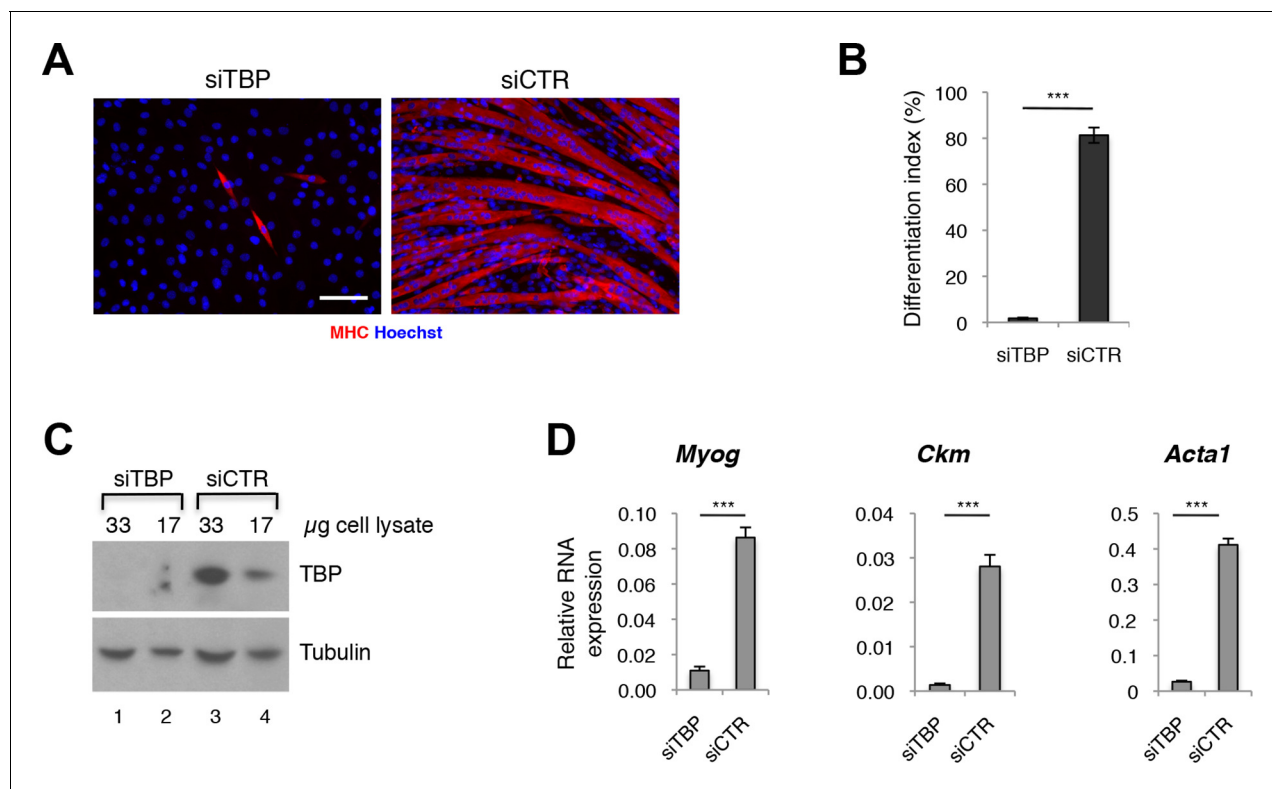 A
siTBP siCTR
MHC Hoechst
B
Differentiation index (%)
100
80
60
40
20
0
***
siTBP siCTR
C
siTBP siCTR
33 17 33 17 µg cell lysate
TBP
Tubulin
1 2 3 4
D
Relative RNA
expression
Myog
0.10
0.08
0.06
0.04
0.02
0.00
***
siTBP
siCTR
Ckm
0.04
0.03
0.02
0.01
0.00
***
siTBP
siCTR
Acta1
0.5
0.4
0.3
0.2
0.1
0
***
siTBP
siCTR